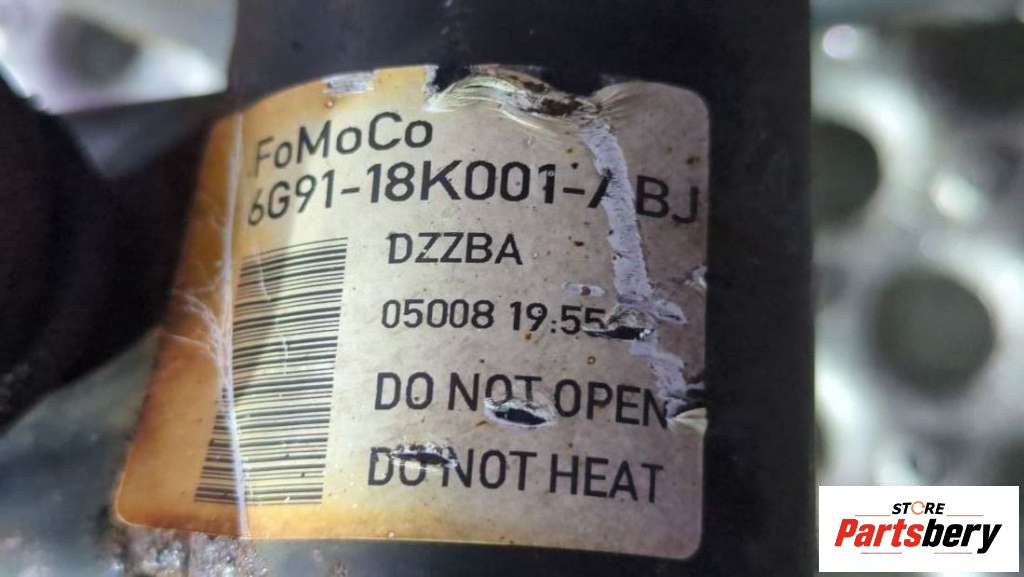 FoMoCo
6G91-18K001-ABJ
DZZBA
05008 19:55
DO NOT OPEN
DO NOT HEAT
STORE
Partsbery